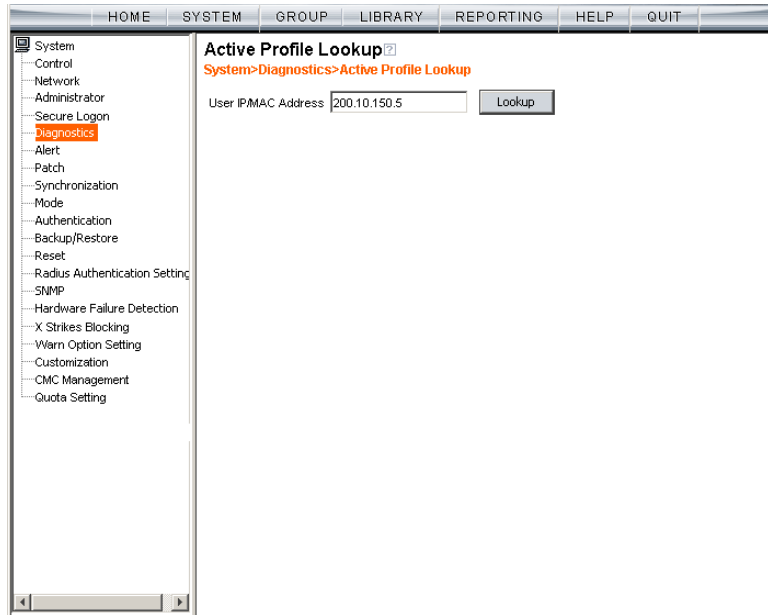 HOME SYSTEM GROUP LIBRARY REPORTING HELP QUIT
System
Control
Network
Administrator
Secure Logon
Diagnostics
Alert
Patch
Synchronization
Mode
Authentication
Backup/Restore
Reset
Radius Authentication Setting
SNMP
Hardware Failure Detection
X Strikes Blocking
Warn Option Setting
Customization
CMC Management
Quota Setting
Active Profile Lookup?
System>Diagnostics>Active Profile Lookup
User IP/MAC Address 200.10.150.5 Lookup